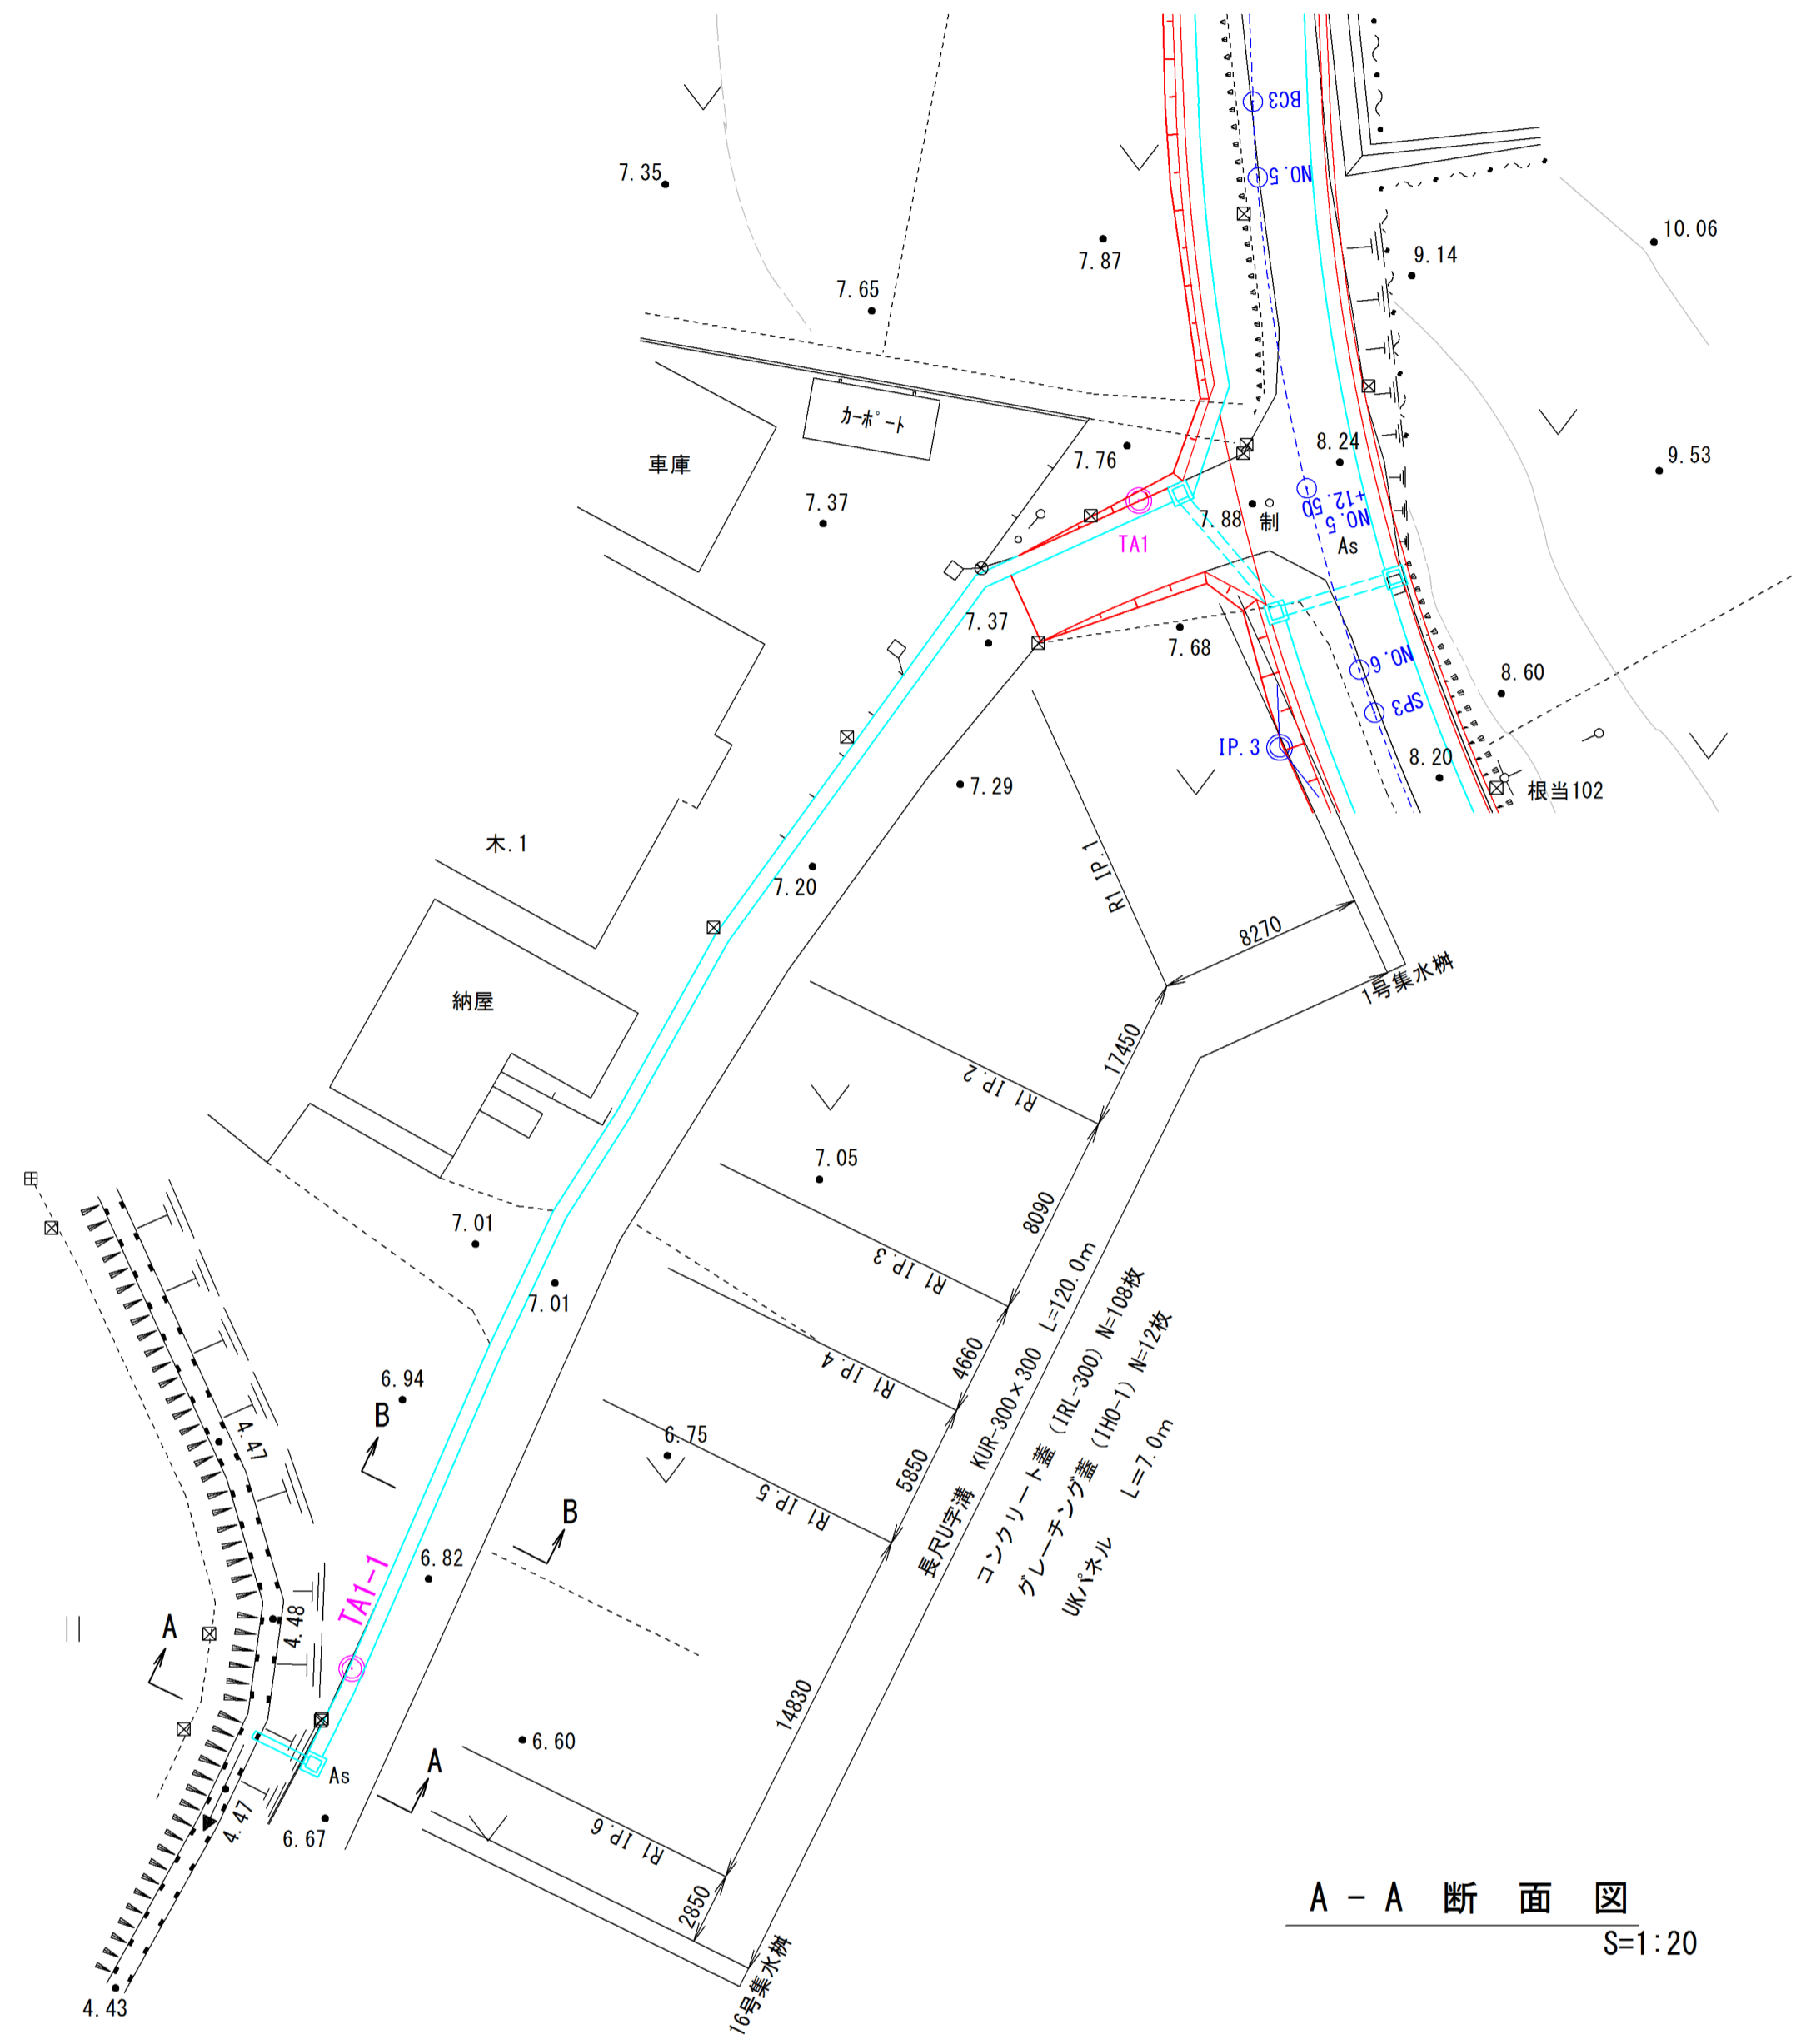 BC3
NO.5
7.35
10.06
7.87
9.14
7.65
カーポート
8.24
7.76
9.53
車庫
7.37
NO.5
+12.50
7.88
制
TA1
As
7.37
7.68
NO.6
8.60
SP3
IP.3
8.20
7.29
根当102
木.1
R1 IP.1
7.20
8270
1号集水桝
納屋
17450
R1 IP.2
7.05
8090
7.01
R1 IP.3
7.01
長尺U字溝 KUR-300×300 L=120.0m
コンクリート蓋(IRL-300) N=108枚
グレーチング蓋(IHO-1) N=12枚
UKパネル L=7.0m
4660
R1 IP.4
6.94
B
4.47
6.75
5850
R1 IP.5
B
6.82
TA1-1
4.48
A
14830
6.60
A
As
4.47
6.67
R1 IP.6
2850
16号集水桝
4.43
A-A 断面図
S=1:20